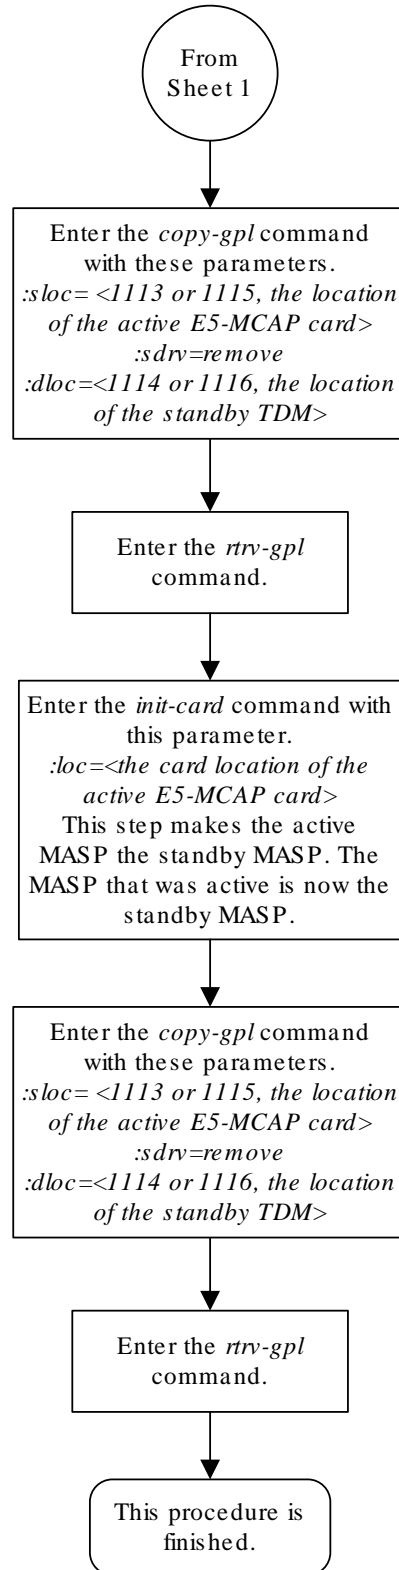 From
Sheet 1
Enter the copy-gpl command
with these parameters.
:sloc= <1113 or 1115, the location
of the active E5-MCAP card>
:sdrv=remove
:dloc=<1114 or 1116, the location
of the standby TDM>
Enter the rtrv-gpl
command.
Enter the init-card command with
this parameter.
:loc=<the card location of the
active E5-MCAP card>
This step makes the active
MASP the standby MASP. The
MASP that was active is now the
standby MASP.
Enter the copy-gpl command
with these parameters.
:sloc= <1113 or 1115, the location
of the active E5-MCAP card>
:sdrv=remove
:dloc=<1114 or 1116, the location
of the standby TDM>
Enter the rtrv-gpl
command.
This procedure is
finished.